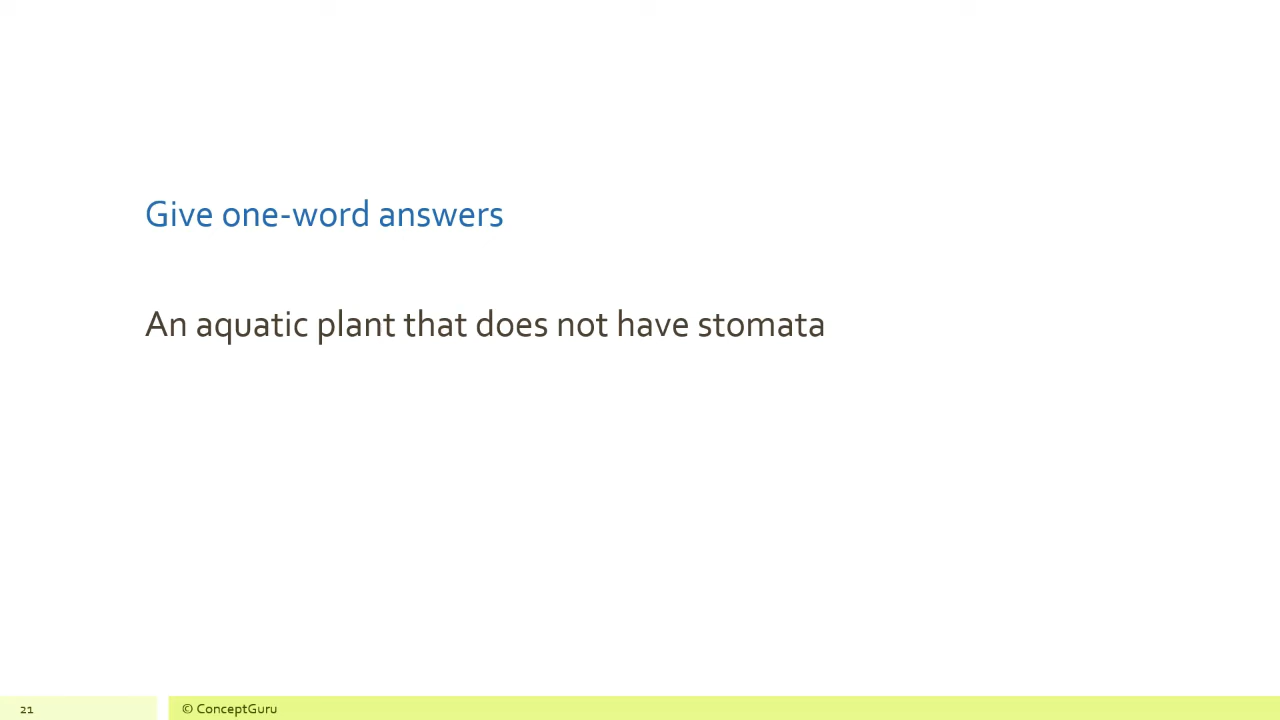 Give one-word answers
An aquatic plant that does not have stomata
21
© ConceptGuru